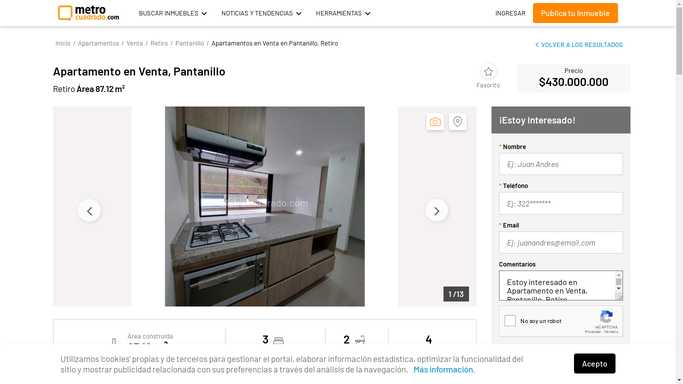 metro
cuadrado.com
BUSCAR INMUEBLES
NOTICIAS Y TENDENCIAS
HERRAMIENTAS
INGRESAR
Publica tu Inmueble
Inicio / Apartamentos / Venta / Retiro / Pantanillo / Apartamentos en Venta en Pantanillo, Retiro
VOLVER A LOS RESULTADOS
Apartamento en Venta, Pantanillo
Retiro Área 87.12 m²
Favorito
Precio
$430.000.000
1 /13
¡Estoy Interesado!
* Nombre
Ej: Juan Andres
* Teléfono
Ej: 322*******
* Email
Ej: juanandres@email.com
Comentarios
Estoy interesado en
Apartamento en Venta,
Pantanillo, Retiro
No soy un robot
reCAPTCHA
Privacidad - Términos
Área construida
3
2
4
Utilizamos 'cookies' propias y de terceros para gestionar el portal, elaborar información estadística, optimizar la funcionalidad del
sitio y mostrar publicidad relacionada con sus preferencias a través del análisis de la navegación. Más información.
Acepto